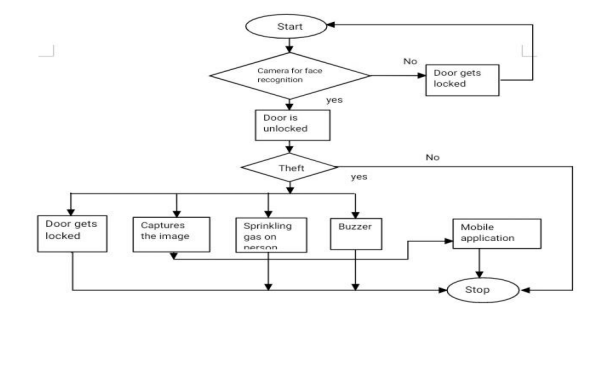 Start
Camera for face
recognition
No
Door gets
locked
yes
Door is
unlocked
Theft
No
yes
Door gets
locked
Captures
the image
Sprinkling
gas on
person
Buzzer
Mobile
application
Stop